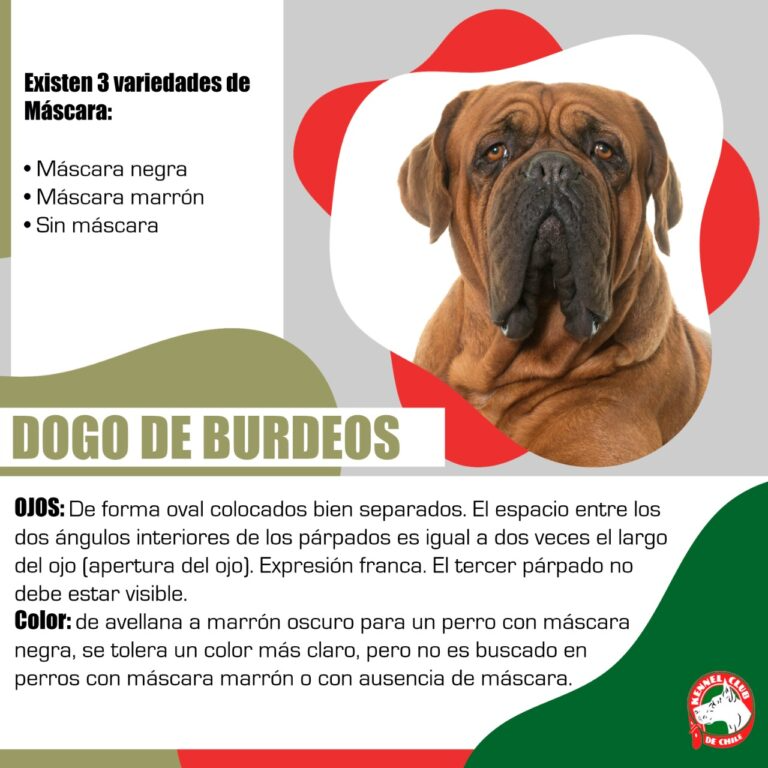 Existen 3 variedades de
Máscara:
• Máscara negra
• Máscara marrón
• Sin máscara
DOGO DE BURDEOS
OJOS: De forma oval colocados bien separados. El espacio entre los
dos ángulos interiores de los párpados es igual a dos veces el largo
del ojo (apertura del ojo). Expresión franca. El tercer párpado no
debe estar visible.
Color: de avellana a marrón oscuro para un perro con máscara
negra, se tolera un color más claro, pero no es buscado en
perros con máscara marrón o con ausencia de máscara.
KENNEL CLUB
DE CHILE